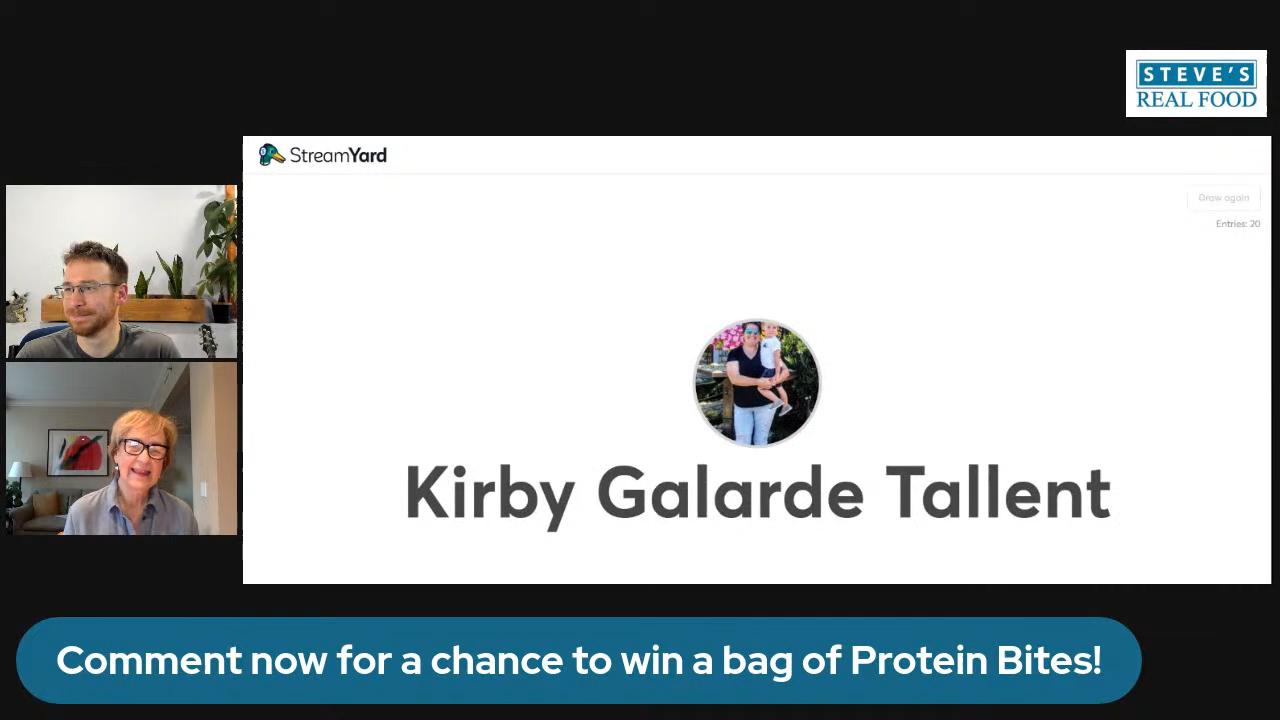 STEVE'S
REAL FOOD
StreamYard
Draw again
Entries: 20
Kirby Galarde Tallent
Comment now for a chance to win a bag of Protein Bites!